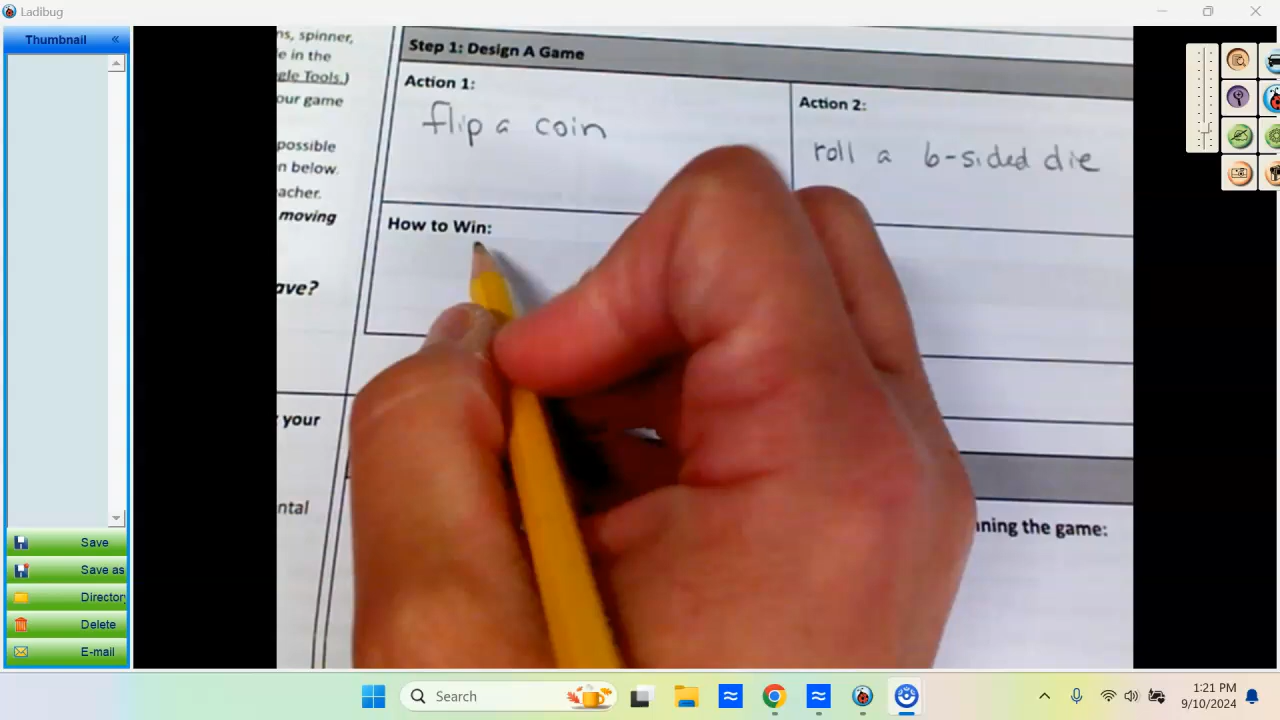 Ladibug
Thumbnail «
Save
Save as
Director
Delete
E-mail
ns, spinner,
e in the
gle Tools.)
our game
possible
n below.
acher.
moving
ave?
your
ntal
Step 1: Design A Game
Action 1:
flip a coin
Action 2:
roll a 6-sided die
How to Win:
ning the game:
Search
1:21 PM
9/10/2024